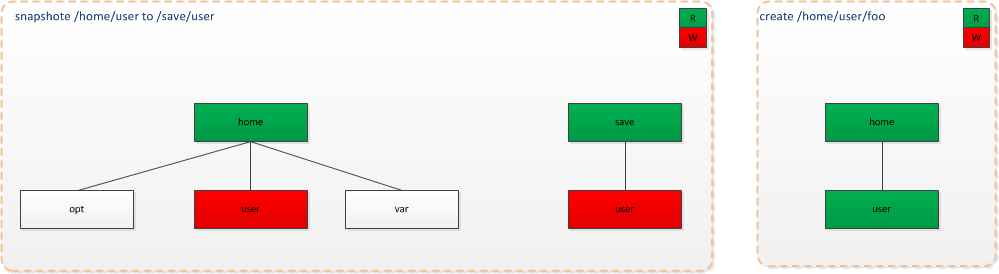 snapshote /home/user to /save/user
R
W
home
save
opt
user
var
user
create /home/user/foo
R
W
home
user